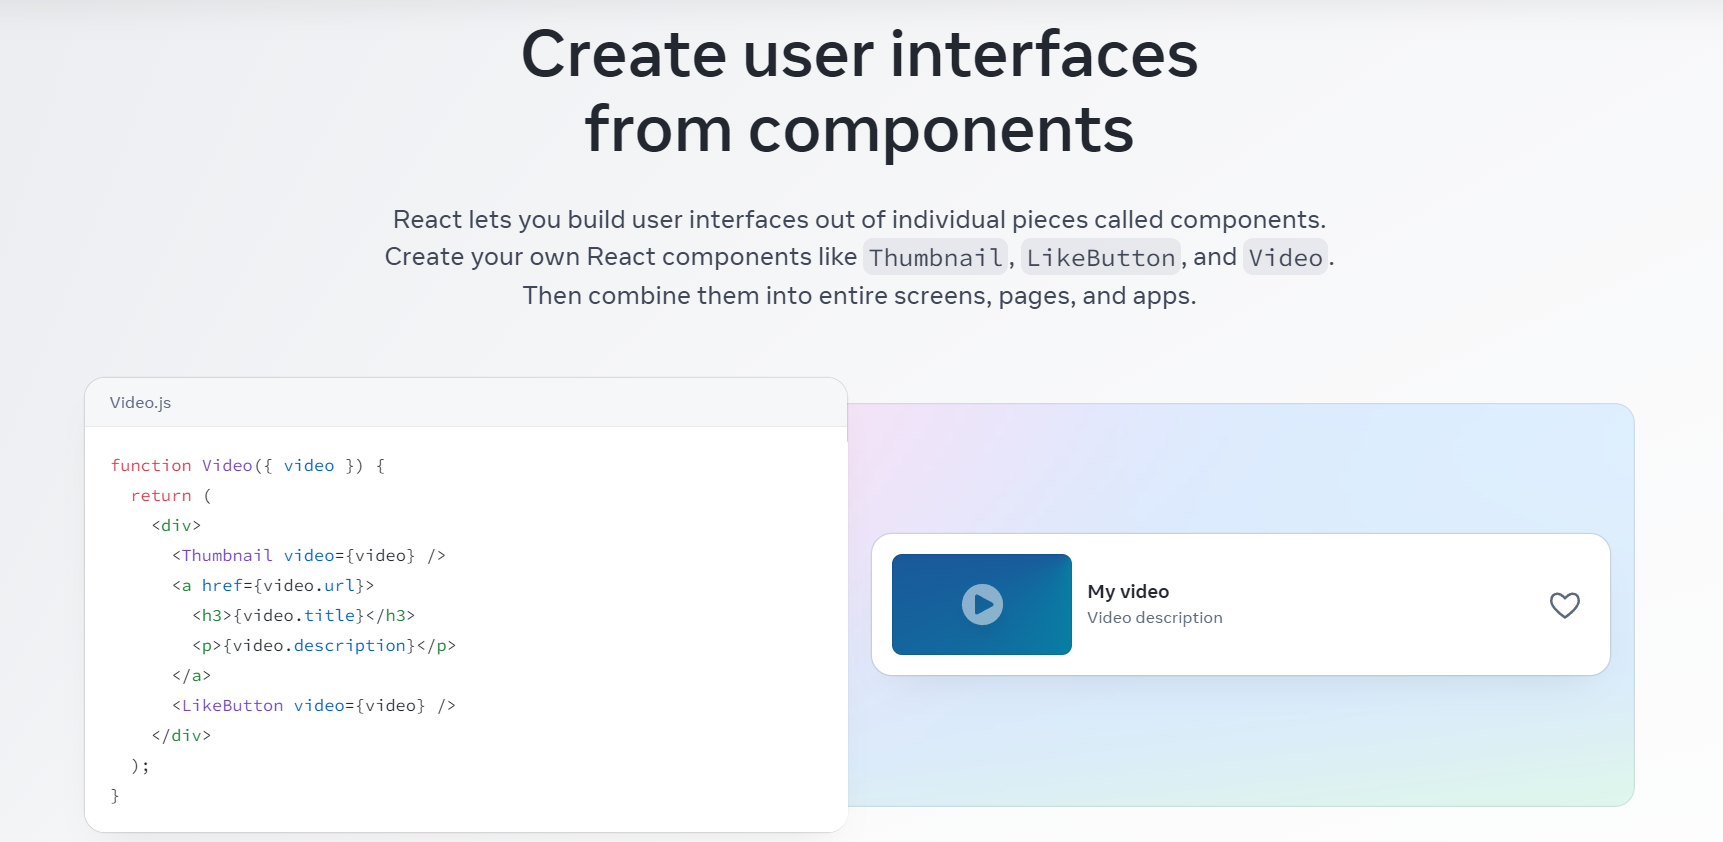 Create user interfaces
from components
React lets you build user interfaces out of individual pieces called components.
Create your own React components like Thumbnail, LikeButton, and Video.
Then combine them into entire screens, pages, and apps.
Video.js
function Video({ video }) {
  return (
    <div>
      <Thumbnail video={video} />
      <a href={video.url}>
        <h3>{video.title}</h3>
        <p>{video.description}</p>
      </a>
      <LikeButton video={video} />
    </div>
  );
}
My video
Video description